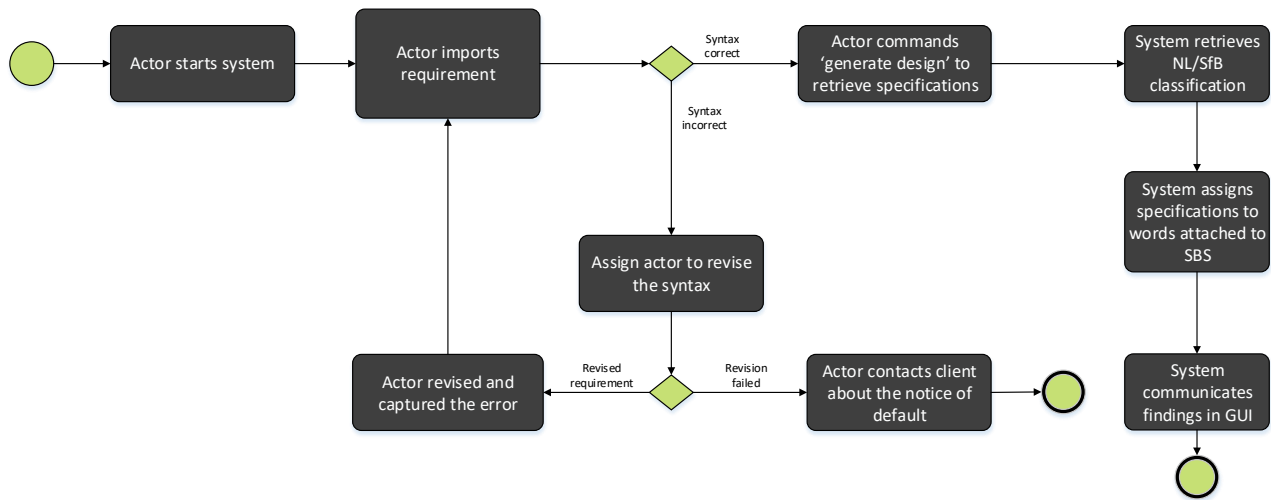 Actor starts system
Actor imports
requirement
Syntax
correct
Actor commands
‘generate design’ to
retrieve specifications
System retrieves
NL/SfB
classification
Syntax
incorrect
System assigns
specifications to
words attached to
SBS
Assign actor to revise
the syntax
Actor revised and
captured the error
Revised
requirement
Revision
failed
Actor contacts client
about the notice of
default
System
communicates
findings in GUI